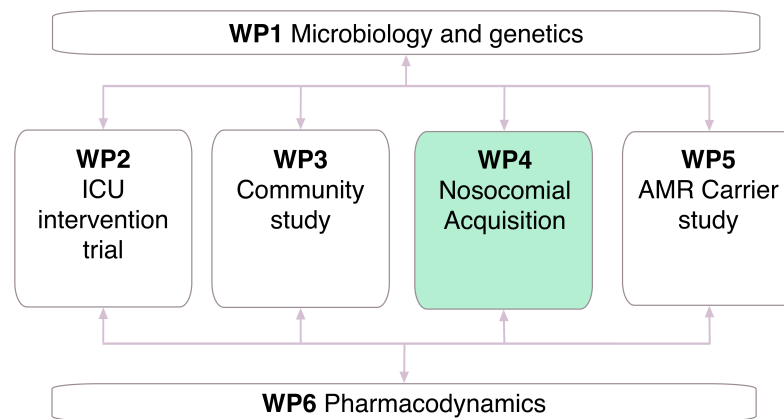 WP1 Microbiology and genetics
WP2
ICU
intervention
trial
WP3
Community
study
WP4
Nosocomial
Acquisition
WP5
AMR Carrier
study
WP6 Pharmacodynamics